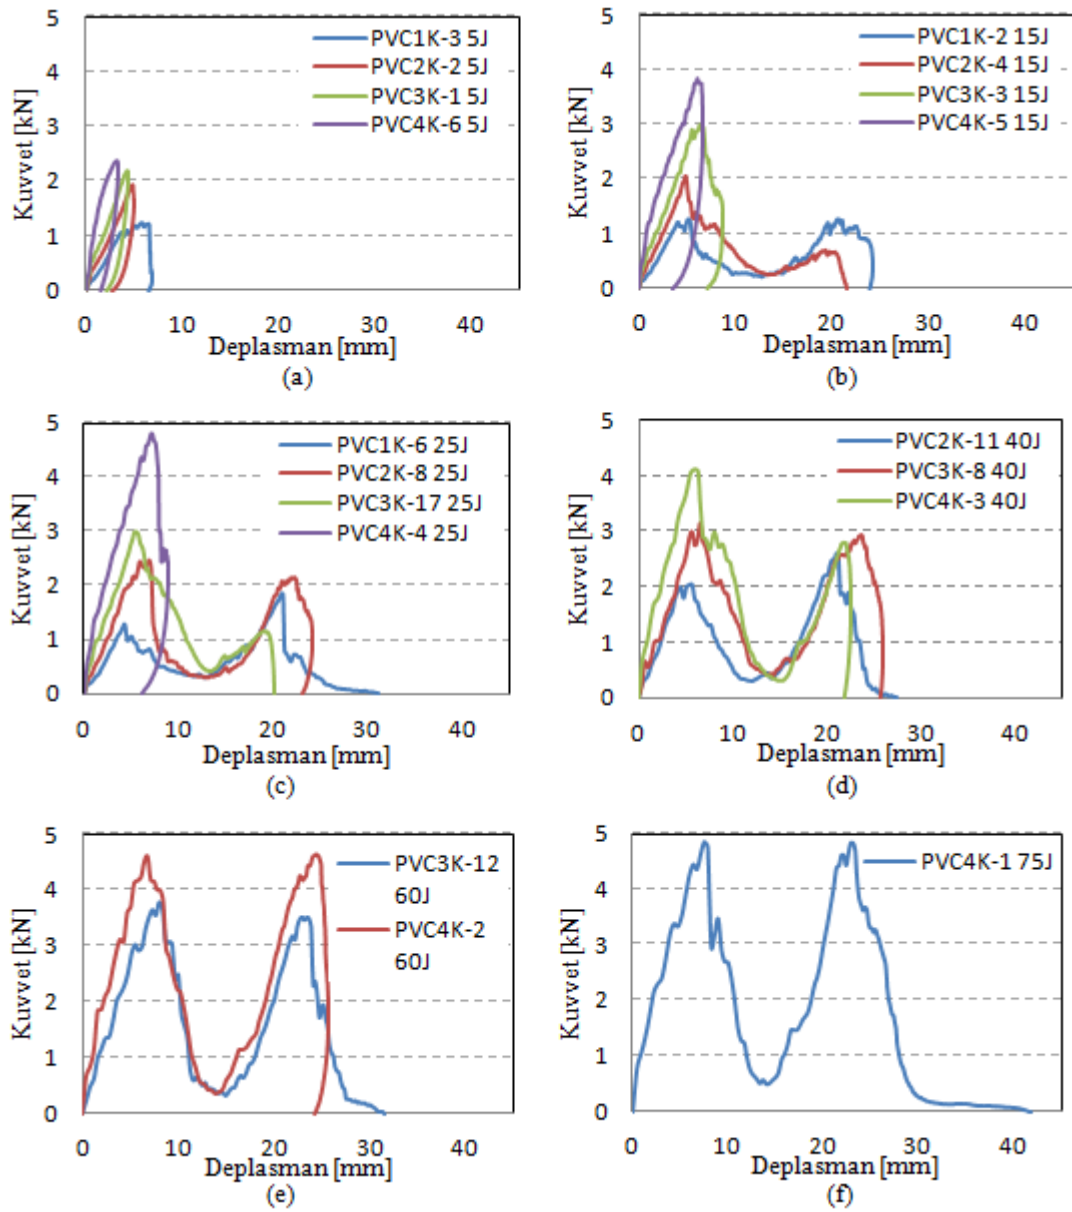 5
4
3
2
1
0
Kuvvet [kN]
PVC1K-3 5J
PVC2K-2 5J
PVC3K-1 5J
PVC4K-6 5J
0 10 20 30 40
Deplasman [mm]
(a)
5
4
3
2
1
0
Kuvvet [kN]
PVC1K-2 15J
PVC2K-4 15J
PVC3K-3 15J
PVC4K-5 15J
0 10 20 30 40
Deplasman [mm]
(b)
5
4
3
2
1
0
Kuvvet [kN]
PVC1K-6 25J
PVC2K-8 25J
PVC3K-17 25J
PVC4K-4 25J
0 10 20 30 40
Deplasman [mm]
(c)
5
4
3
2
1
0
Kuvvet [kN]
PVC2K-11 40J
PVC3K-8 40J
PVC4K-3 40J
0 10 20 30 40
Deplasman [mm]
(d)
5
4
3
2
1
0
Kuvvet [kN]
PVC3K-12
60J
PVC4K-2
60J
0 10 20 30 40
Deplasman [mm]
(e)
5
4
3
2
1
0
Kuvvet [kN]
PVC4K-1 75J
0 10 20 30 40
Deplasman [mm]
(f)